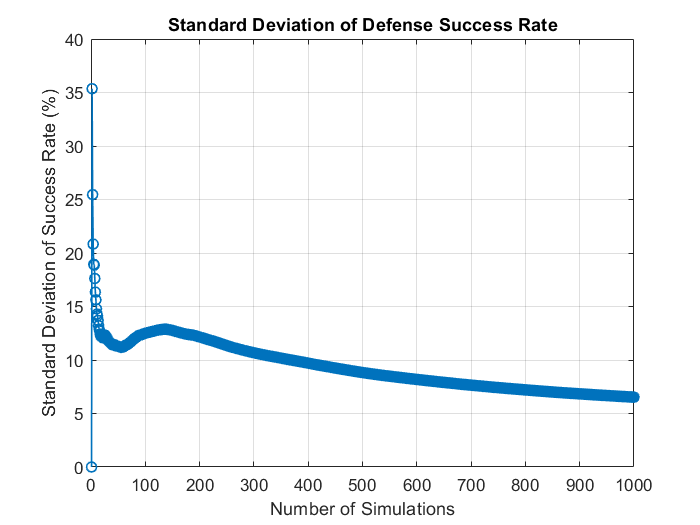 Standard Deviation of Defense Success Rate
Standard Deviation of Success Rate (%)
40
35
30
25
20
15
10
5
0
0 100 200 300 400 500 600 700 800 900 1000
Number of Simulations